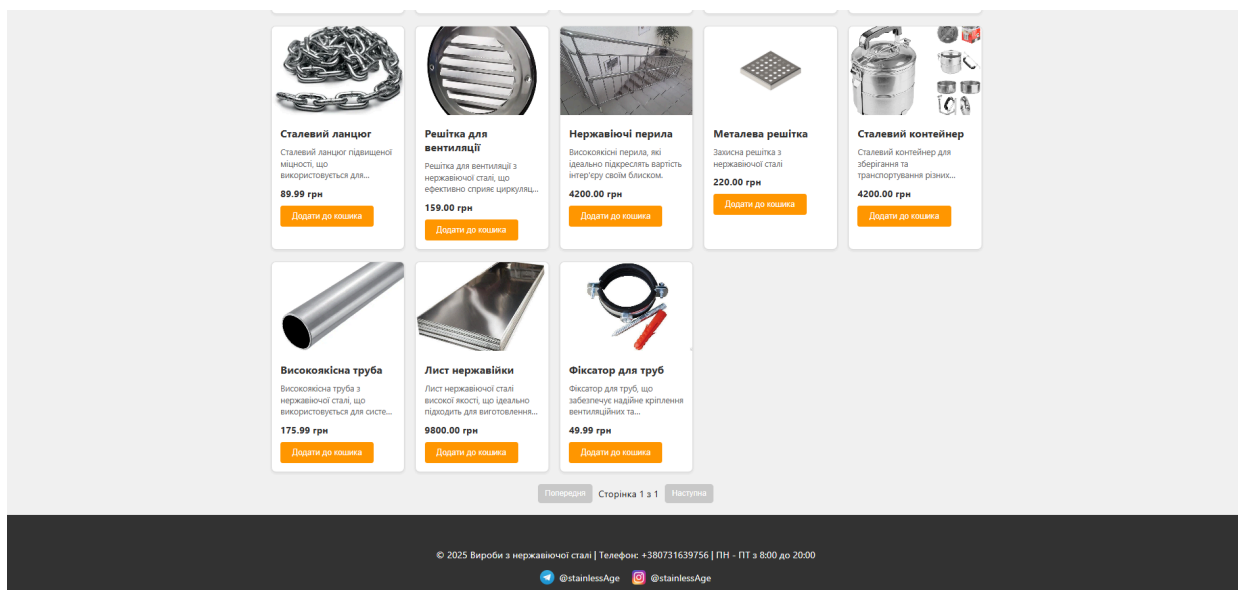 Сталевий ланцюг
Сталевий ланцюг підвищеної
міцності, що
використовується для...
89.99 грн
Додати до кошика
Решітка для
вентиляції
Решітка для вентиляції з
нержавіючої сталі, що
ефективно сприяє циркуляц...
159.00 грн
Додати до кошика
Нержавіючі перила
Високоякісні перила, які
ідеально підкреслять вартість
інтер'єру своїм блиском.
4200.00 грн
Додати до кошика
Металева решітка
Захисна решітка з
нержавіючої сталі
220.00 грн
Додати до кошика
Сталевий контейнер
Сталевий контейнер для
зберігання та
транспортування різних...
4200.00 грн
Додати до кошика
Високоякісна труба
Високоякісна труба з
нержавіючої сталі, що
використовується для систе...
175.99 грн
Додати до кошика
Лист нержавійки
Лист нержавіючої сталі
високої якості, що ідеально
підходить для виготовлення...
9800.00 грн
Додати до кошика
Фіксатор для труб
Фіксатор для труб, що
забезпечує надійне кріплення
вентиляційних та...
49.99 грн
Додати до кошика
Попередня Сторінка 1 з 1 Наступна
© 2025 Вироби з нержавіючої сталі | Телефон: +380731639756 | ПН - ПТ з 8:00 до 20:00
@stainlessAge @stainlessAge